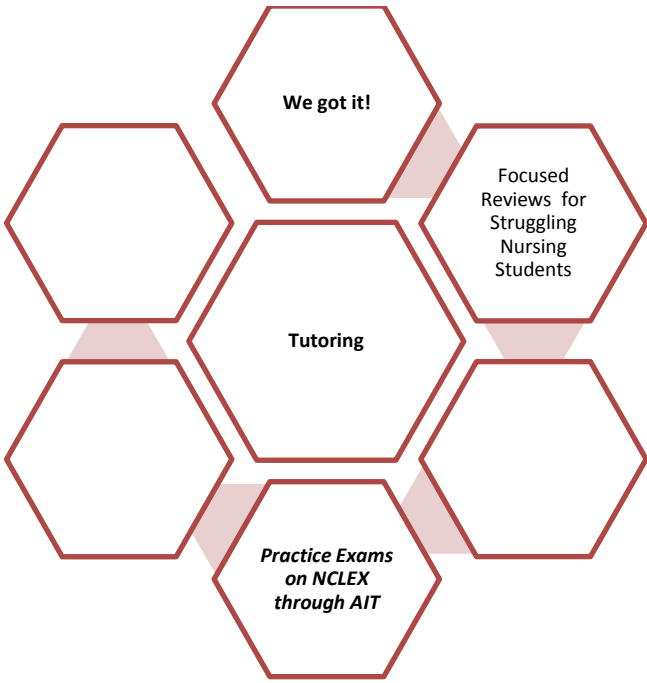 We got it!
Focused
Reviews for
Struggling
Nursing
Students
Tutoring
Practice Exams
on NCLEX
through AIT